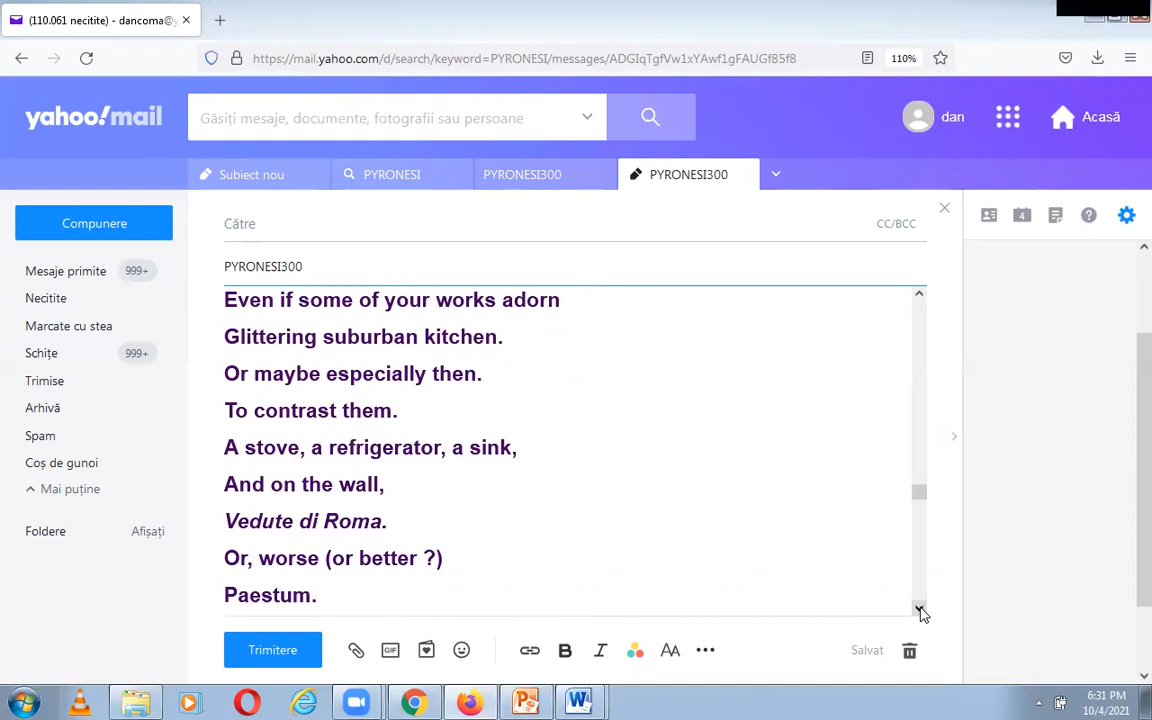 (110.061 necitite) - dancoma@y
https://mail.yahoo.com/d/search/keyword=PYRONESI/messages/ADGIqTgfVw1xYAwf1gFAUGf85f8
110%
yahoo!mail
Găsiți mesaje, documente, fotografii sau persoane
dan
Acasă
Subiect nou
PYRONESI
PYRONESI300
PYRONESI300
Compunere
Mesaje primite 999+
Necitite
Marcate cu stea
Schițe 999+
Trimise
Arhivă
Spam
Coș de gunoi
Mai puține
Foldere Afișați
Către
CC/BCC
PYRONESI300
Even if some of your works adorn
Glittering suburban kitchen.
Or maybe especially then.
To contrast them.
A stove, a refrigerator, a sink,
And on the wall,
Vedute di Roma.
Or, worse (or better ?)
Paestum.
Trimitere
GIF
B
I
AA
Salvat
4
?
6:31 PM
10/4/2021